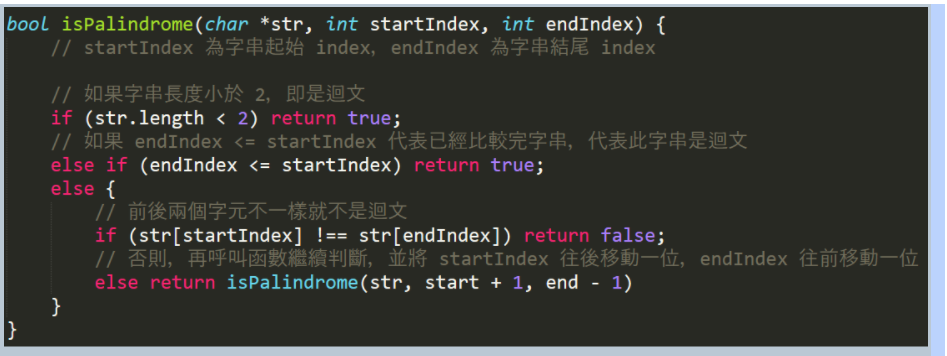 bool isPalindrome(char *str, int startIndex, int endIndex) {
// startIndex 為字串起始 index, endIndex 為字串結尾 index
// 如果字串長度小於 2, 即是迴文
if (str.length < 2) return true;
// 如果 endIndex <= startIndex 代表已經比較完字串, 代表此字串是迴文
else if (endIndex <= startIndex) return true;
else {
// 前後兩個字元不一樣就不是迴文
if (str[startIndex] !== str[endIndex]) return false;
// 否則, 再呼叫函數繼續判斷, 並將 startIndex 往後移動一位, endIndex 往前移動一位
else return isPalindrome(str, start + 1, end - 1)
}
}